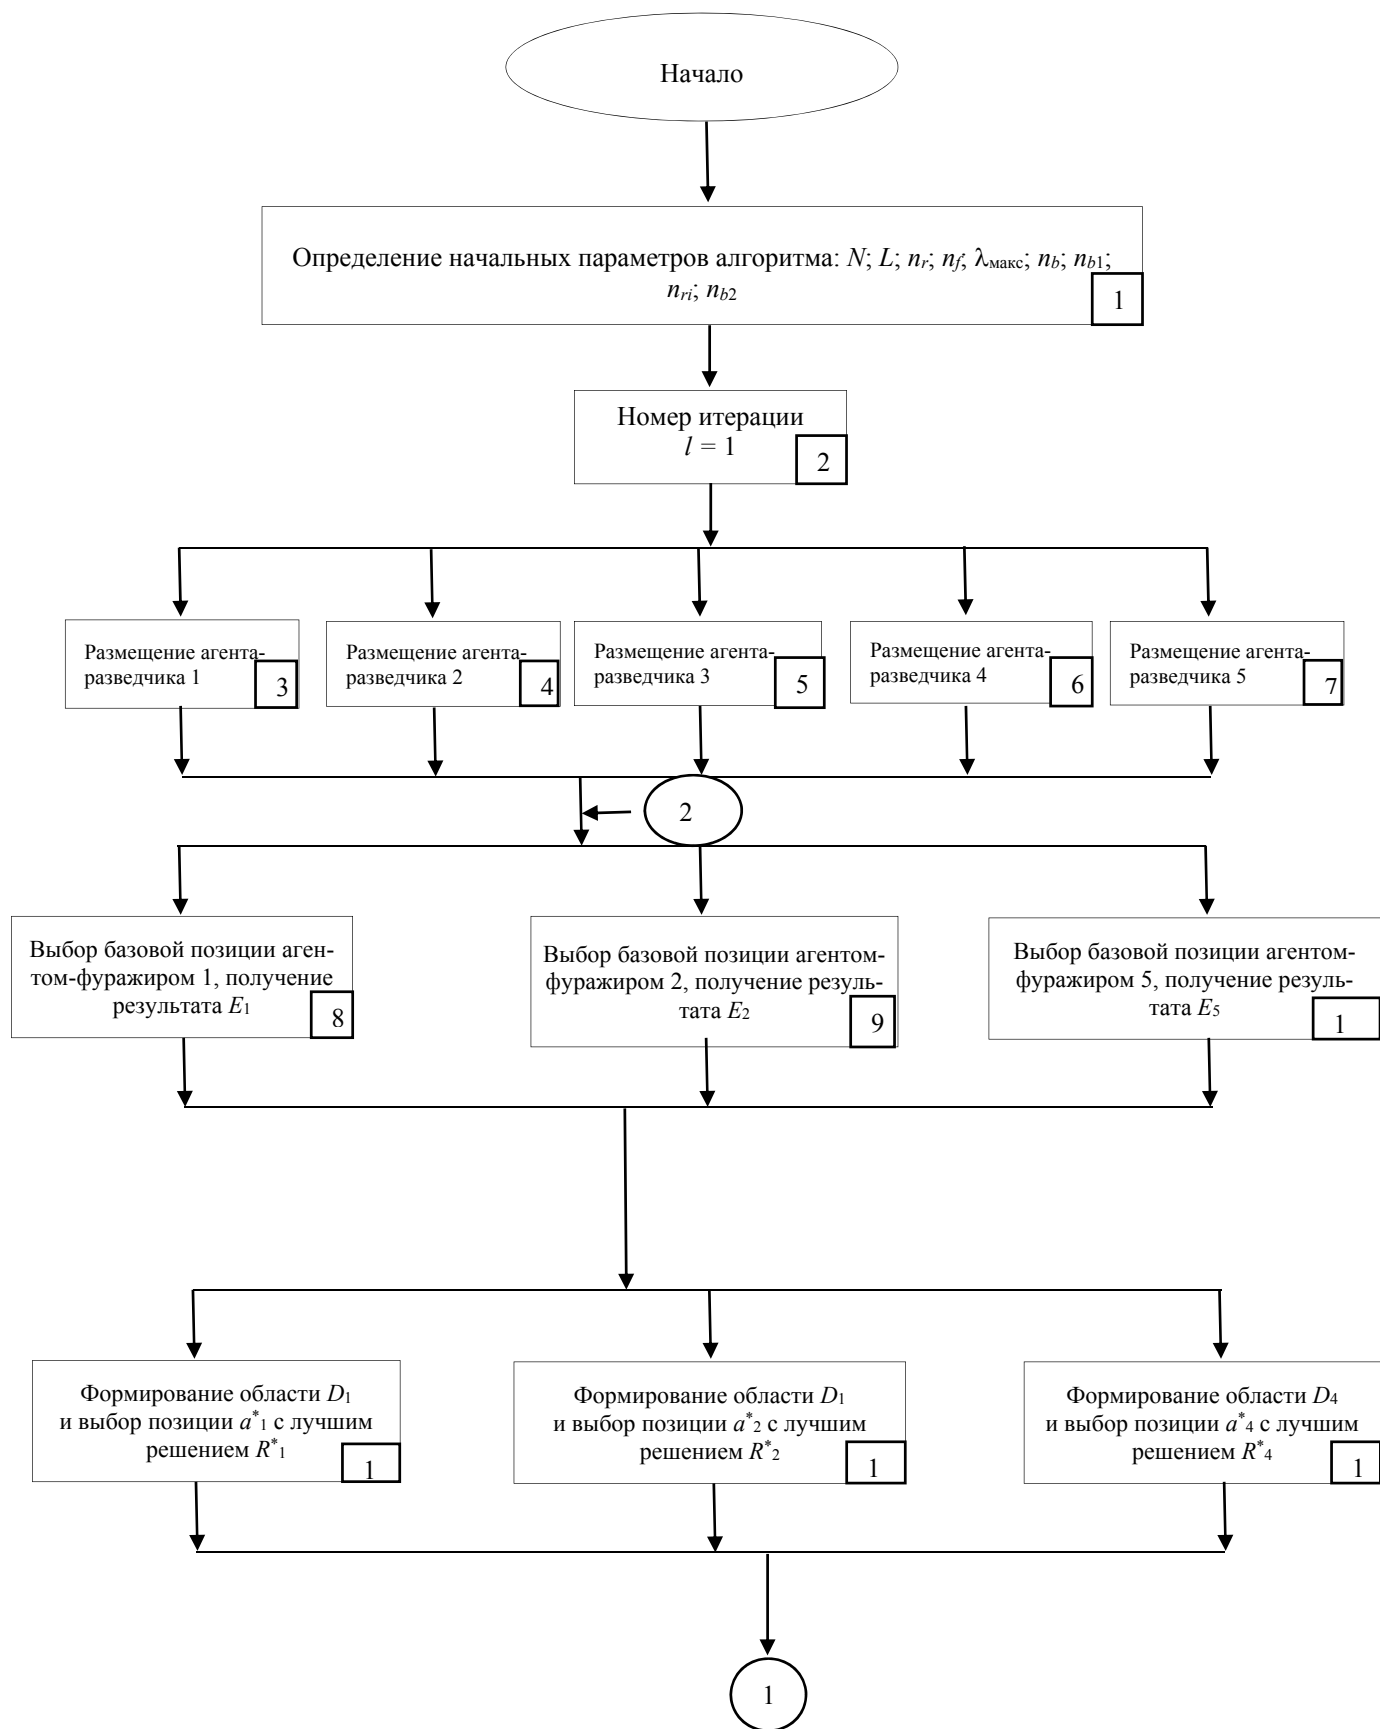 Начало
Определение начальных параметров алгоритма: N; L; nr; nf; λмакс; nb; nb1;
nri; nb2
1
Номер итерации
l = 1
2
Размещение агента-
разведчика 1
3
Размещение агента-
разведчика 2
4
Размещение агента-
разведчика 3
5
Размещение агента-
разведчика 4
6
Размещение агента-
разведчика 5
7
2
Выбор базовой позиции аген-
том-фуражиром 1, получение
результата E1
8
Выбор базовой позиции агентом-
фуражиром 2, получение резуль-
тата E2
9
Выбор базовой позиции агентом-
фуражиром 5, получение резуль-
тата E5
1
Формирование области D1
и выбор позиции a*1 с лучшим
решением R*1
1
Формирование области D1
и выбор позиции a*2 с лучшим
решением R*2
1
Формирование области D4
и выбор позиции a*4 с лучшим
решением R*4
1
1